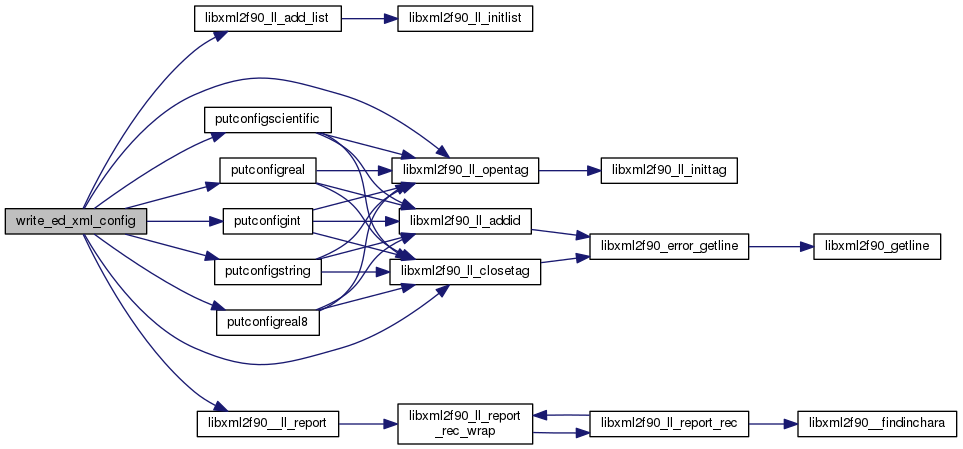 libxml2f90_ll_add_list
libxml2f90_ll_initlist
putconfigscientific
putconfigreal
libxml2f90_ll_opentag
libxml2f90_ll_inittag
write_ed_xml_config
putconfigint
libxml2f90_ll_addid
libxml2f90_error_getline
libxml2f90_getline
putconfigstring
libxml2f90_ll_closetag
putconfigreal8
libxml2f90__ll_report
libxml2f90_ll_report
_rec_wrap
libxml2f90_ll_report_rec
libxml2f90__findinchara